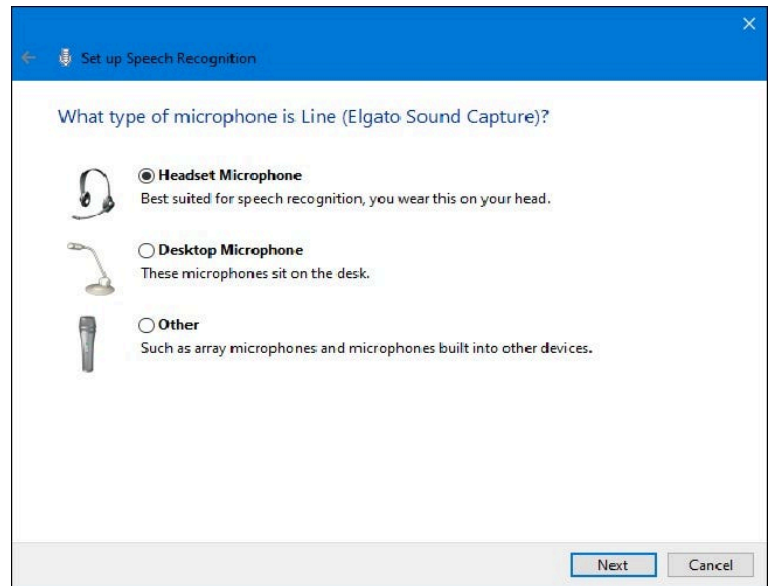 Set up Speech Recognition
What type of microphone is Line (Elgato Sound Capture)?
Headset Microphone
Best suited for speech recognition, you wear this on your head.
Desktop Microphone
These microphones sit on the desk.
Other
Such as array microphones and microphones built into other devices.
Next Cancel